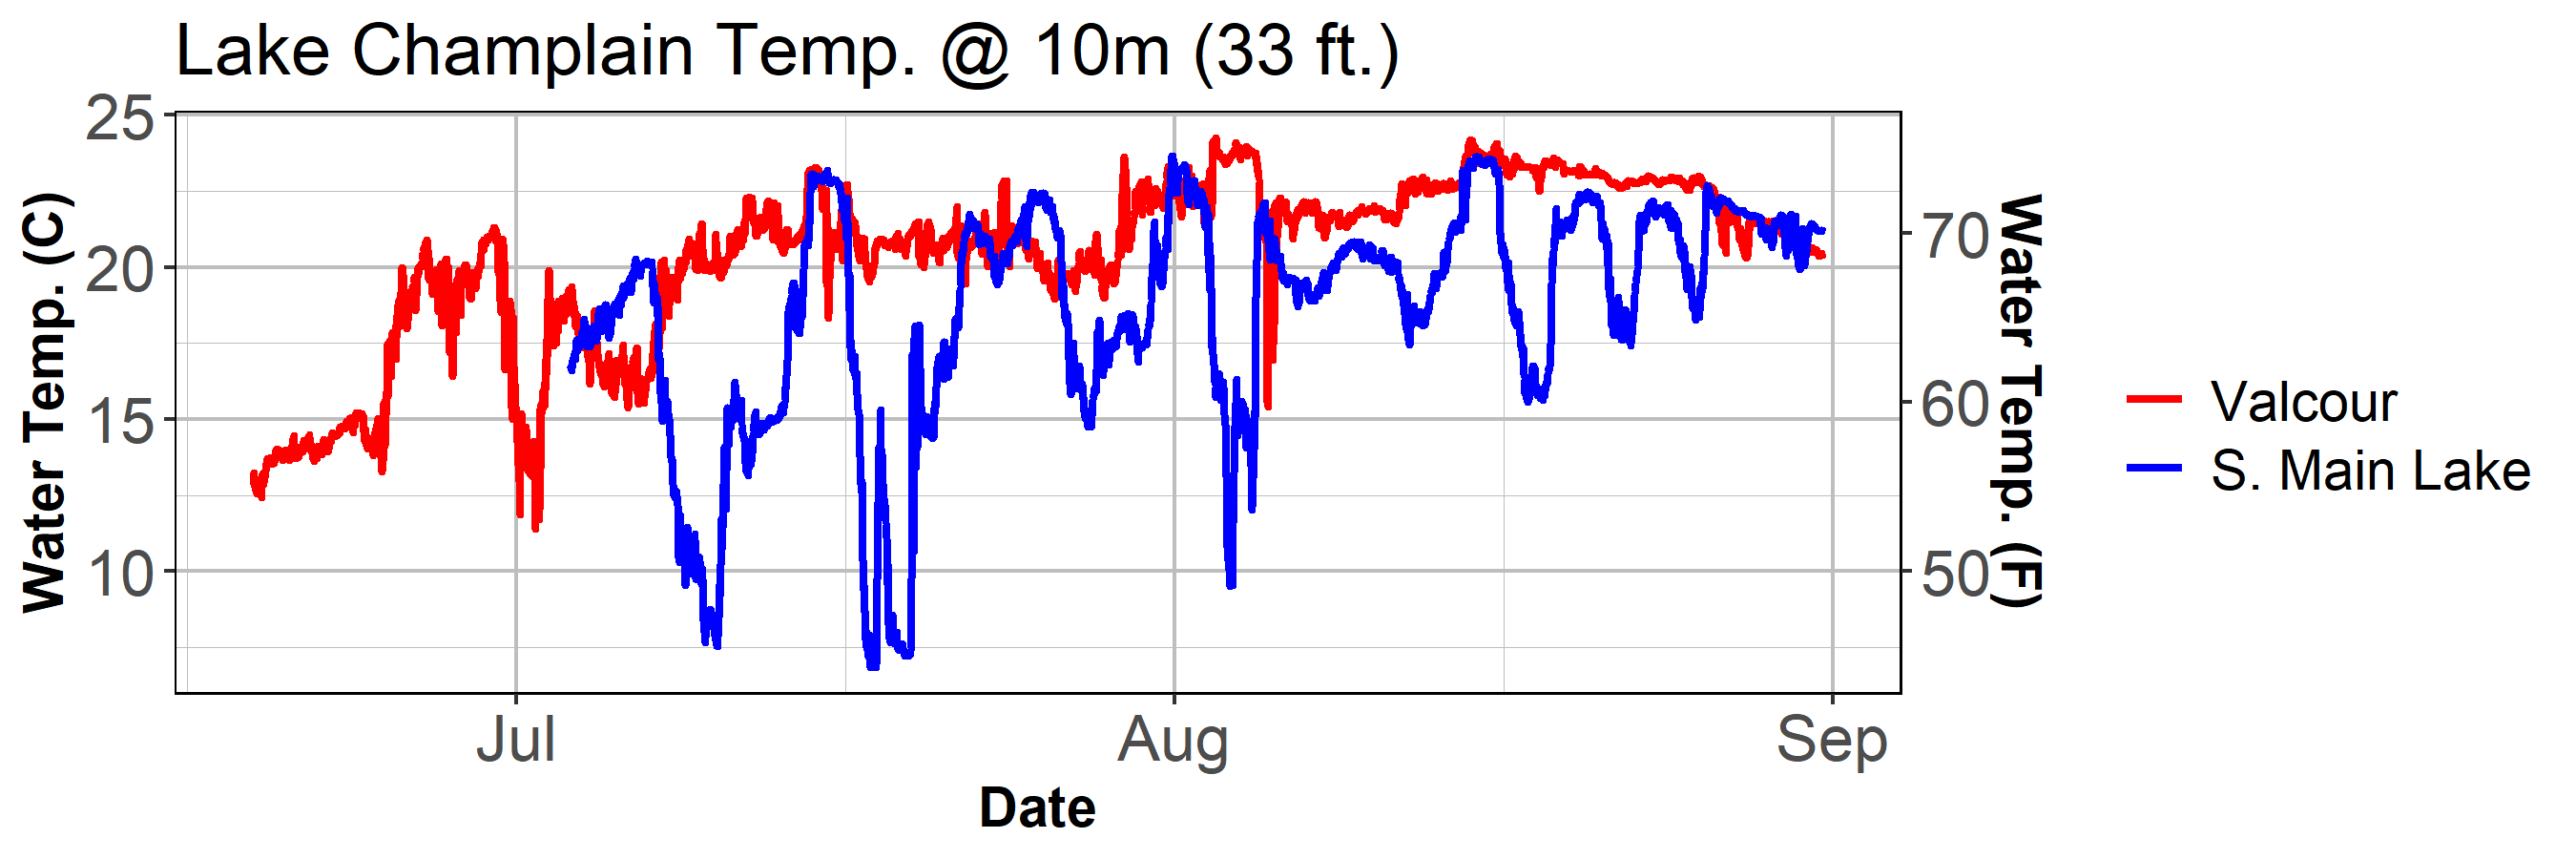 Lake Champlain Temp. @ 10m (33 ft.)
Water Temp. (C)
25
20
15
10
70
60
50
Water Temp. (F)
Jul
Aug
Sep
Date
Valcour
S. Main Lake